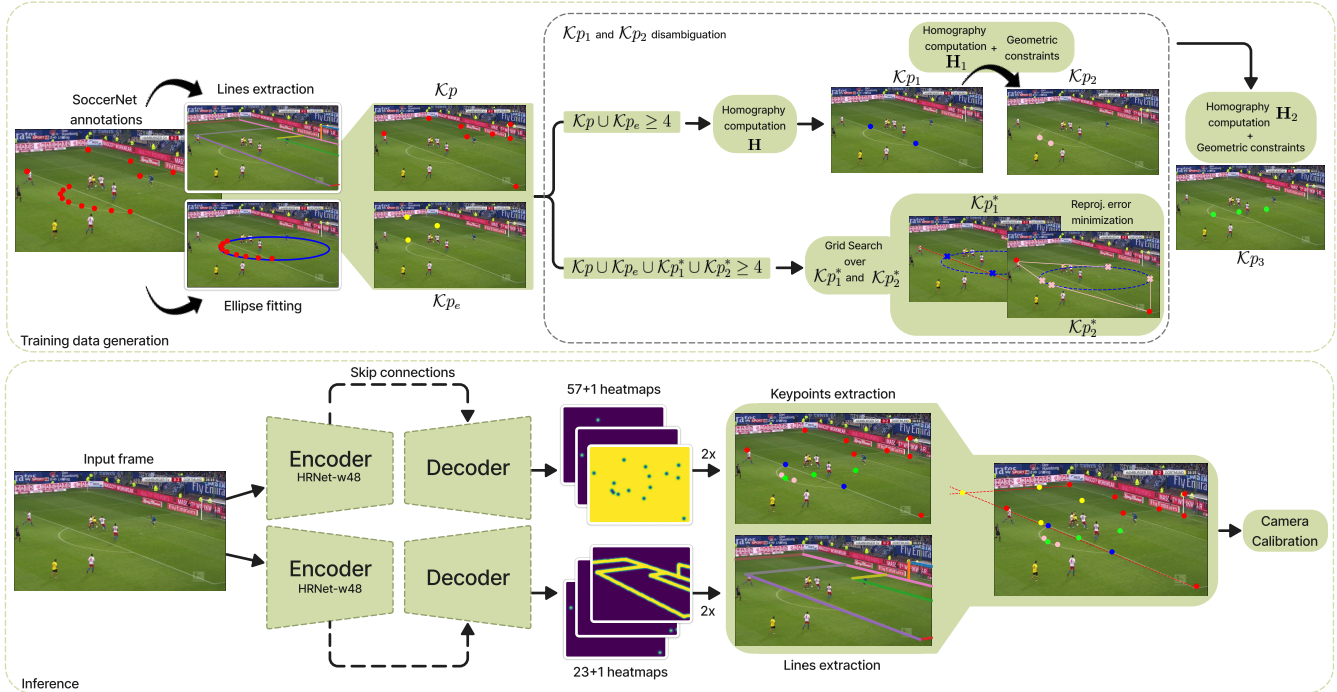 SoccerNet
annotations
Lines extraction
Ellipse fitting
𝒦p
𝒦pₑ
𝒦p₁ and 𝒦p₂ disambiguation
𝒦p ∪ 𝒦pₑ ≥ 4
Homography
computation
H
𝒦p₁
Homography
computation
H₁
+
Geometric
constraints
𝒦p₂
𝒦p ∪ 𝒦pₑ ∪ 𝒦p₁* ∪ 𝒦p₂* ≥ 4
Grid Search
over
𝒦p₁* and 𝒦p₂*
𝒦p₁*
Reproj. error
minimization
𝒦p₂*
Homography
computation H₂
+
Geometric constraints
𝒦p₃
Training data generation
Skip connections
Input frame
Encoder
HRNet-w48
Decoder
57+1 heatmaps
2x
Keypoints extraction
Encoder
HRNet-w48
Decoder
23+1 heatmaps
2x
Lines extraction
Camera
Calibration
Fly Emirates
Inference